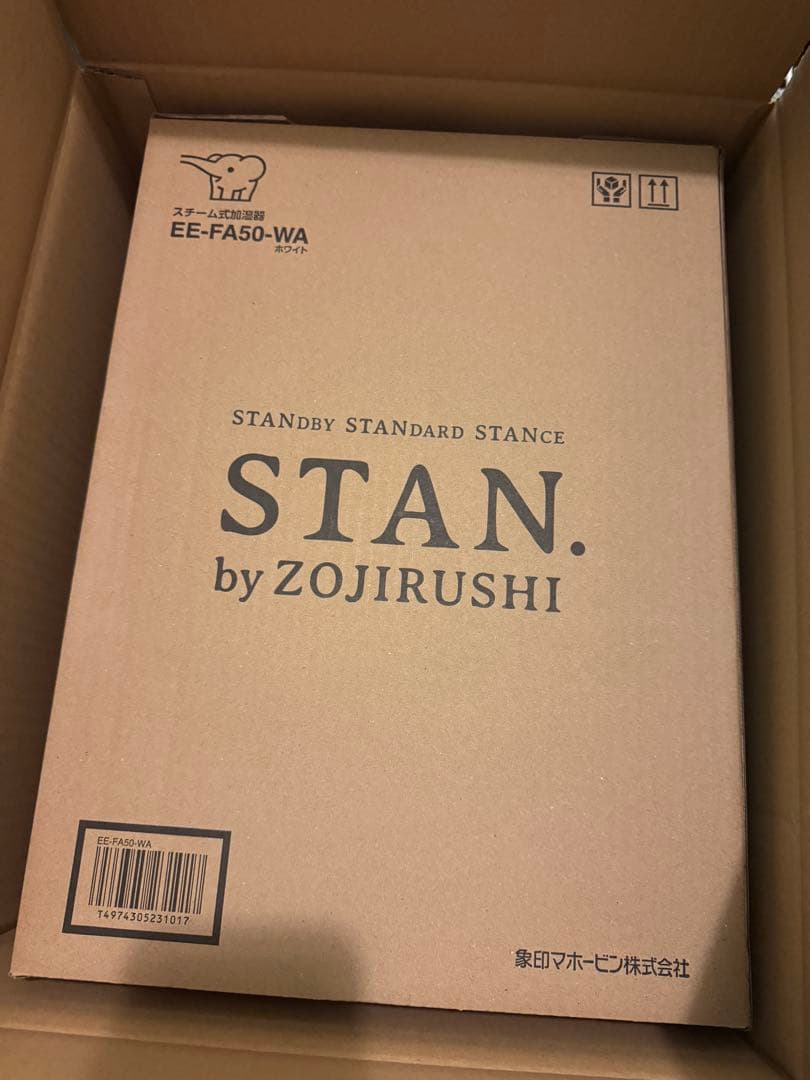 スチーム式加湿器
EE-FA50-WA
ホワイト
STANDBY STANDARD STANCE
STAN.
by ZOJIRUSHI
EE-FA50-WA
T4974305231017
象印マホービン株式会社